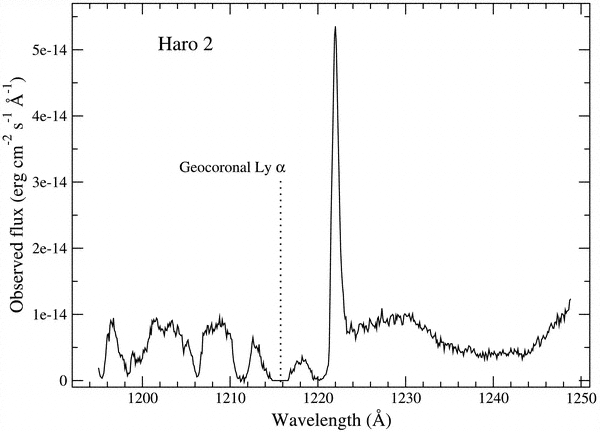 Haro 2
Geocoronal Ly α
Observed flux (erg cm⁻² s⁻¹ Å⁻¹)
5e-14
4e-14
3e-14
2e-14
1e-14
0
1200 1210 1220 1230 1240 1250
Wavelength (Å)